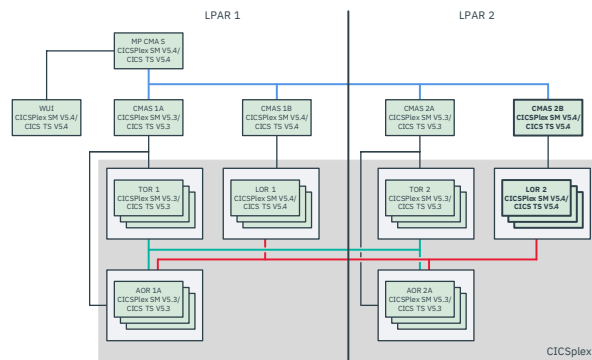 LPAR 1
LPAR 2
MP CMAS
CICSPlex SM V5.4/
CICS TS V5.4
WUI
CICSPlex SM V5.4/
CICS TS V5.4
CMAS 1A
CICSPlex SM V5.3/
CICS TS V5.3
CMAS 1B
CICSPlex SM V5.4/
CICS TS V5.4
CMAS 2A
CICSPlex SM V5.3/
CICS TS V5.3
CMAS 2B
CICSPlex SM V5.4/
CICS TS V5.4
TOR 1
CICSPlex SM V5.3/
CICS TS V5.3
LOR 1
CICSPlex SM V5.4/
CICS TS V5.4
TOR 2
CICSPlex SM V5.3/
CICS TS V5.3
LOR 2
CICSPlex SM V5.4/
CICS TS V5.4
AOR 1A
CICSPlex SM V5.3/
CICS TS V5.3
AOR 2A
CICSPlex SM V5.3/
CICS TS V5.3
CICSplex